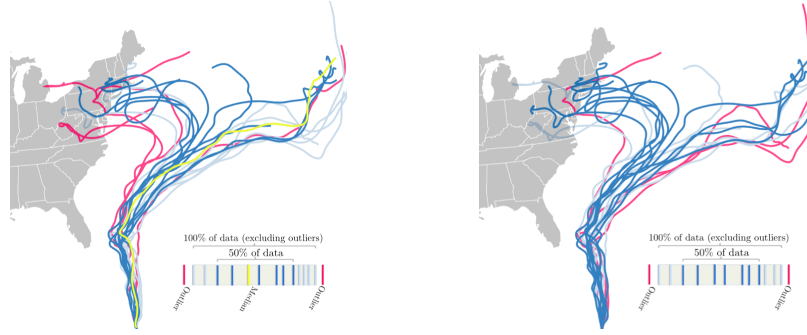 100% of data (excluding outliers)
50% of data
Outlier
Median
Outlier
100% of data (excluding outliers)
50% of data
Outlier
Outlier